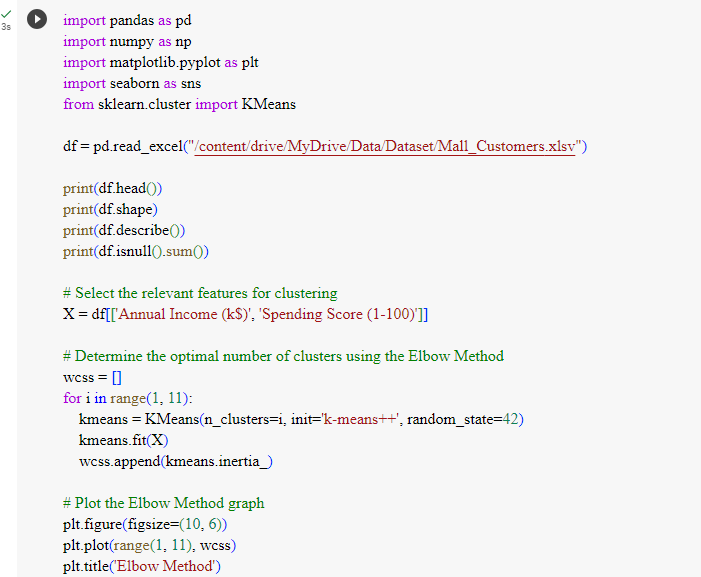 3s
import pandas as pd
import numpy as np
import matplotlib.pyplot as plt
import seaborn as sns
from sklearn.cluster import KMeans
df = pd.read_excel("/content/drive/MyDrive/Data/Dataset/Mall_Customers.xlsv")
print(df.head())
print(df.shape)
print(df.describe())
print(df.isnull().sum())
# Select the relevant features for clustering
X = df[['Annual Income (k$)', 'Spending Score (1-100)']]
# Determine the optimal number of clusters using the Elbow Method
wcss = []
for i in range(1, 11):
    kmeans = KMeans(n_clusters=i, init='k-means++', random_state=42)
    kmeans.fit(X)
    wcss.append(kmeans.inertia_)
# Plot the Elbow Method graph
plt.figure(figsize=(10, 6))
plt.plot(range(1, 11), wcss)
plt.title('Elbow Method')